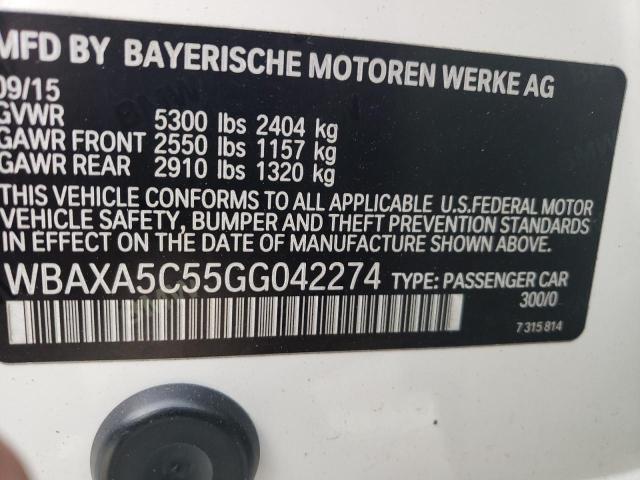 MFD BY BAYERISCHE MOTOREN WERKE AG
09/15
GVWR 5300 lbs 2404 kg
GAWR FRONT 2550 lbs 1157 kg
GAWR REAR 2910 lbs 1320 kg
THIS VEHICLE CONFORMS TO ALL APPLICABLE U.S.FEDERAL MOTOR
VEHICLE SAFETY, BUMPER AND THEFT PREVENTION STANDARDS
IN EFFECT ON THE DATE OF MANUFACTURE SHOWN ABOVE.
WBAXA5C55GG042274 TYPE: PASSENGER CAR
300/0
7 315 814